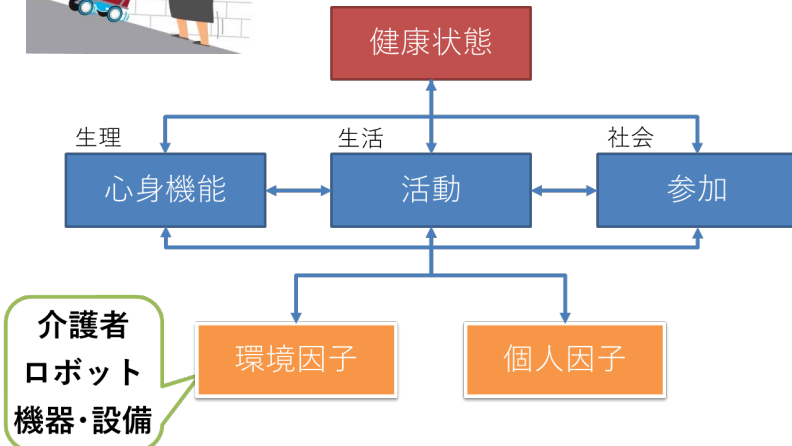 健康状態
生理
生活
社会
心身機能
活動
参加
環境因子
個人因子
介護者
ロボット
機器・設備